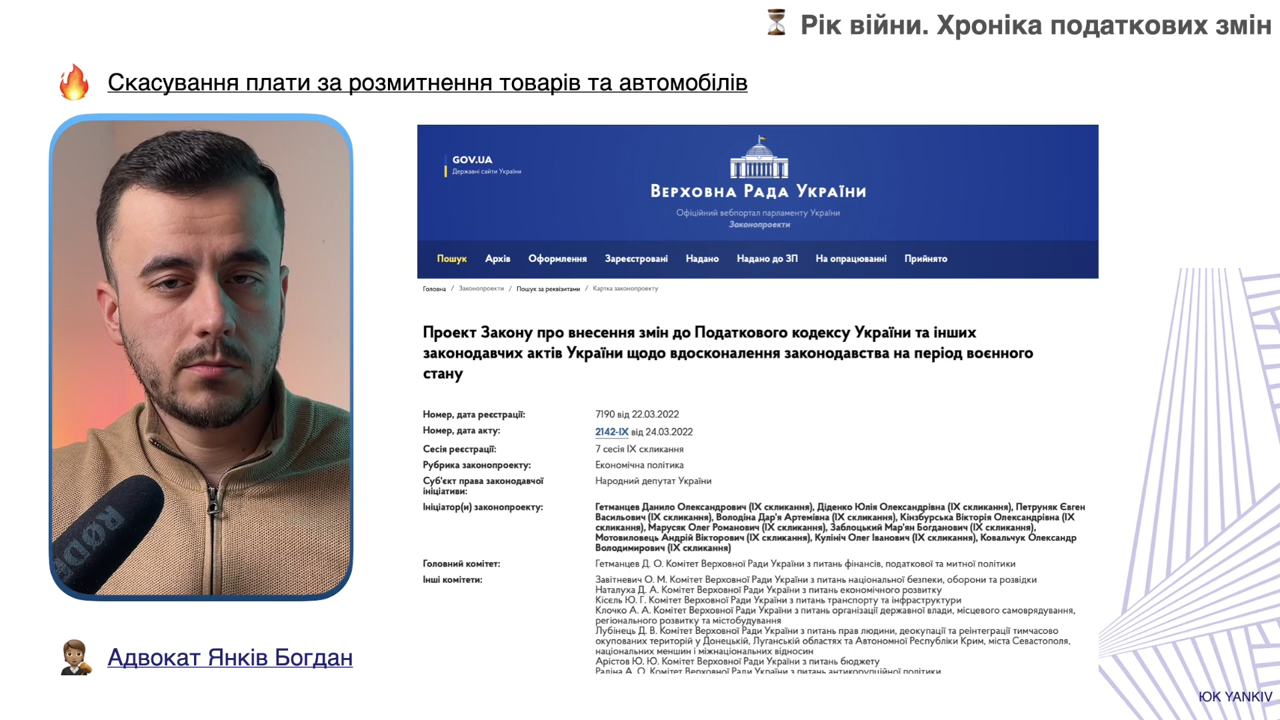 Рік війни. Хроніка податкових змін
Скасування плати за розмитнення товарів та автомобілів
GOV.UA
Державні сайти України
ВЕРХОВНА РАДА УКРАЇНИ
Офіційний вебпортал парламенту України
Законопроекти
Пошук Архів Оформлення Зареєстровані Надано Надано до ЗП На опрацюванні Прийнято
Головна / Законопроекти / Пошук за реквізитами / Картка законопроекту
Проект Закону про внесення змін до Податкового кодексу України та інших
законодавчих актів України щодо вдосконалення законодавства на період воєнного
стану
Номер, дата реєстрації: 7190 від 22.03.2022
Номер, дата акту: 2142-IX від 24.03.2022
Сесія реєстрації: 7 сесія IX скликання
Рубрика законопроекту: Економічна політика
Суб'єкт права законодавчої Народний депутат України
ініціативи:
Ініціатор(и) законопроекту: Гетманцев Данило Олександрович (IX скликання), Діденко Юлія Олександрівна (IX скликання), Петруняк Євген
Васильович (IX скликання), Володіна Дар'я Артемівна (IX скликання), Кінзбурська Вікторія Олександрівна (IX
скликання), Марусяк Олег Романович (IX скликання), Заблоцький Мар'ян Богданович (IX скликання),
Мотовиловець Андрій Вікторович (IX скликання), Кулініч Олег Іванович (IX скликання), Ковальчук Олександр
Володимирович (IX скликання)
Головний комітет: Гетманцев Д. О. Комітет Верховної Ради України з питань фінансів, податкової та митної політики
Інші комітети: Завітневич О. М. Комітет Верховної Ради України з питань національної безпеки, оборони та розвідки
Наталуха Д. А. Комітет Верховної Ради України з питань економічного розвитку
Кісєль Ю. Г. Комітет Верховної Ради України з питань транспорту та інфраструктури
Клочко А. А. Комітет Верховної Ради України з питань організації державної влади, місцевого самоврядування,
регіонального розвитку та містобудування
Лубінець Д. В. Комітет Верховної Ради України з прав людини, деокупації та реінтеграції тимчасово
окупованих територій у Донецькій, Луганській областях та Автономної Республіки Крим, міста Севастополя,
національних меншин і міжнаціональних відносин
Арістов Ю. Ю. Комітет Верховної Ради України з питань бюджету
Радіна А. О. Комітет Верховної Ради України з питань антикорупційної політики
Адвокат Янків Богдан
ЮК YANKIV